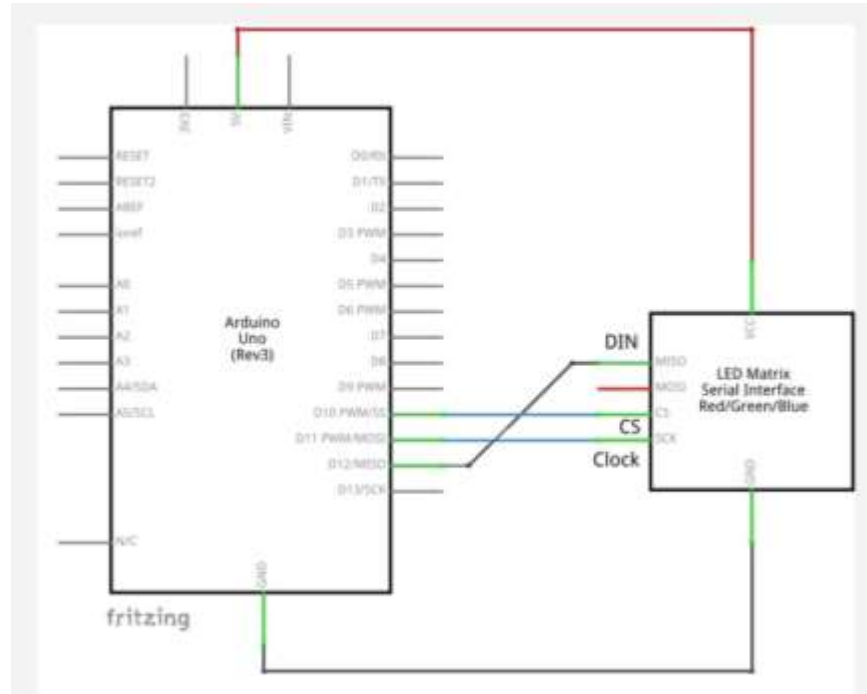 3V3
5V
VIN
RESET
RESET2
AREF
ioref
A0
A1
A2
A3
A4/SDA
A5/SCL
N/C
Arduino
Uno
(Rev3)
D0/RX
D1/TX
D2
D3 PWM
D4
D5 PWM
D6 PWM
D7
D8
D9 PWM
D10 PWM/SS
D11 PWM/MOSI
D12/MISO
D13/SCK
GND
DIN
CS
Clock
VCC
MISO
MOSI
CS
SCK
LED Matrix
Serial Interface
Red/Green/Blue
GND
fritzing